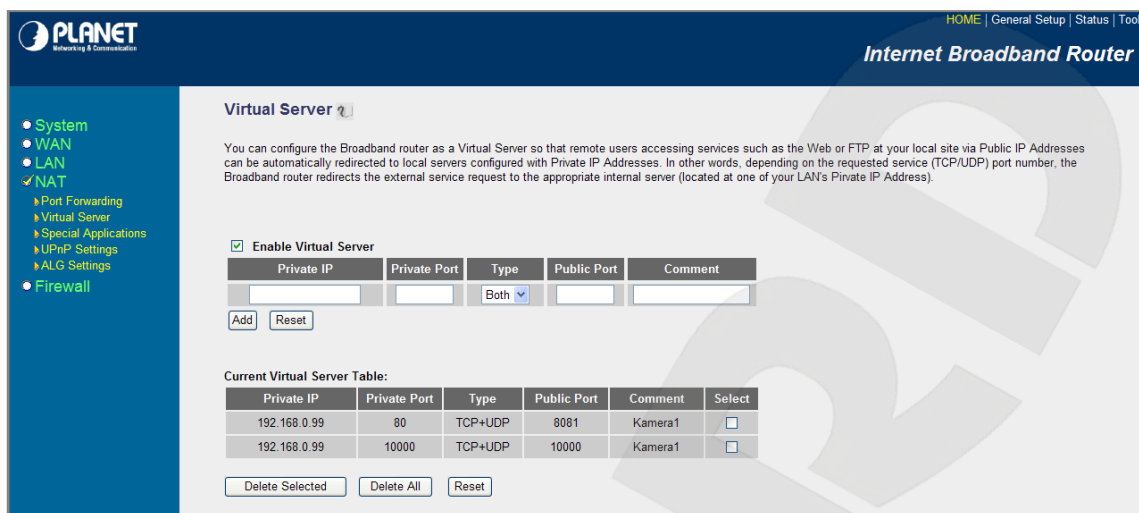 PLANET
Networking & Communication
HOME | General Setup | Status | Tool
Internet Broadband Router
System
WAN
LAN
NAT
Port Forwarding
Virtual Server
Special Applications
UPnP Settings
ALG Settings
Firewall
Virtual Server
You can configure the Broadband router as a Virtual Server so that remote users accessing services such as the Web or FTP at your local site via Public IP Addresses
can be automatically redirected to local servers configured with Private IP Addresses. In other words, depending on the requested service (TCP/UDP) port number, the
Broadband router redirects the external service request to the appropriate internal server (located at one of your LAN's Pirvate IP Address).
Enable Virtual Server
Private IP Private Port Type Public Port Comment
Both
Add Reset
Current Virtual Server Table:
Private IP Private Port Type Public Port Comment Select
192.168.0.99 80 TCP+UDP 8081 Kamera1
192.168.0.99 10000 TCP+UDP 10000 Kamera1
Delete Selected Delete All Reset